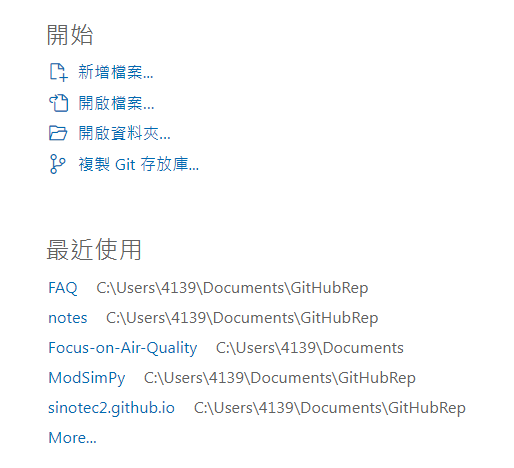 開始
新增檔案...
開啟檔案...
開啟資料夾...
複製 Git 存放庫...
最近使用
FAQ C:\Users\4139\Documents\GitHubRep
notes C:\Users\4139\Documents\GitHubRep
Focus-on-Air-Quality C:\Users\4139\Documents
ModSimPy C:\Users\4139\Documents\GitHubRep
sinotec2.github.io C:\Users\4139\Documents\GitHubRep
More...